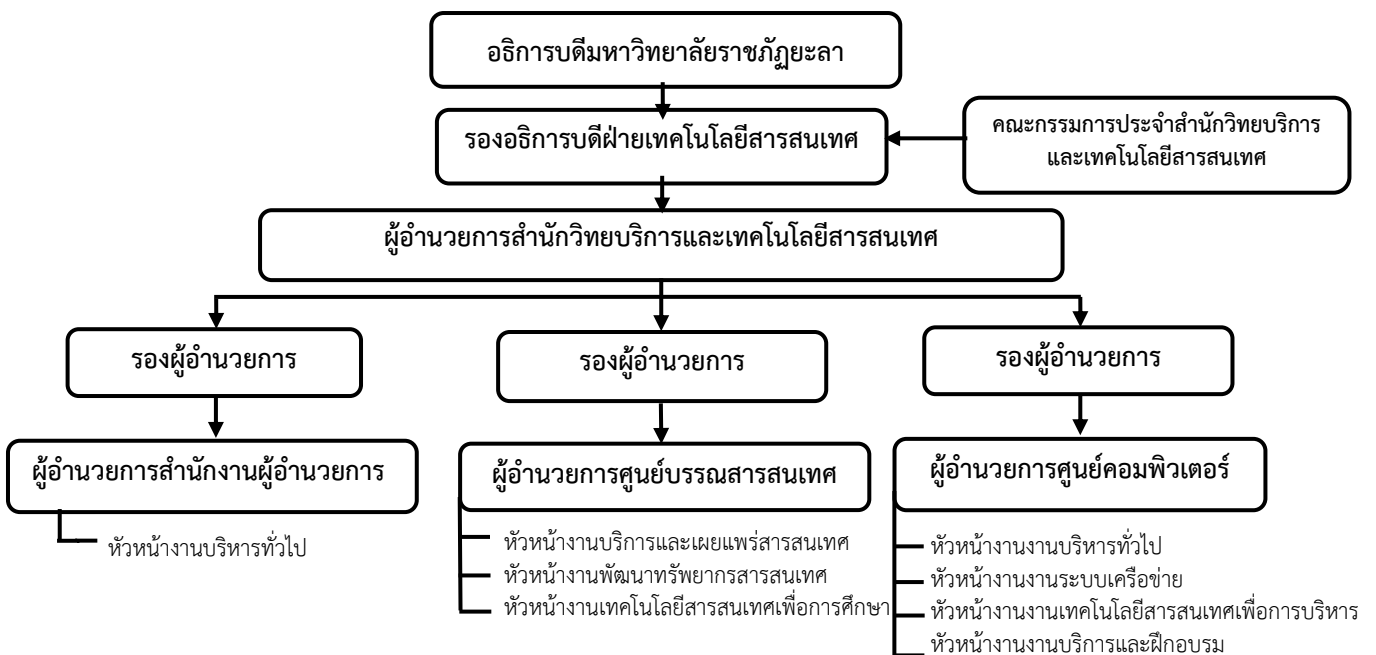 อธิการบดีมหาวิทยาลัยราชภัฏยะลา
รองอธิการบดีฝ่ายเทคโนโลยีสารสนเทศ
คณะกรรมการประจำสำนักวิทยบริการ
และเทคโนโลยีสารสนเทศ
ผู้อำนวยการสำนักวิทยบริการและเทคโนโลยีสารสนเทศ
รองผู้อำนวยการ
รองผู้อำนวยการ
รองผู้อำนวยการ
ผู้อำนวยการสำนักงานผู้อำนวยการ
หัวหน้างานบริหารทั่วไป
ผู้อำนวยการศูนย์บรรณสารสนเทศ
หัวหน้างานบริการและเผยแพร่สารสนเทศ
หัวหน้างานพัฒนาทรัพยากรสารสนเทศ
หัวหน้างานเทคโนโลยีสารสนเทศเพื่อการศึกษา
ผู้อำนวยการศูนย์คอมพิวเตอร์
หัวหน้างานงานบริหารทั่วไป
หัวหน้างานงานระบบเครือข่าย
หัวหน้างานงานเทคโนโลยีสารสนเทศเพื่อการบริหาร
หัวหน้างานงานบริการและฝึกอบรม